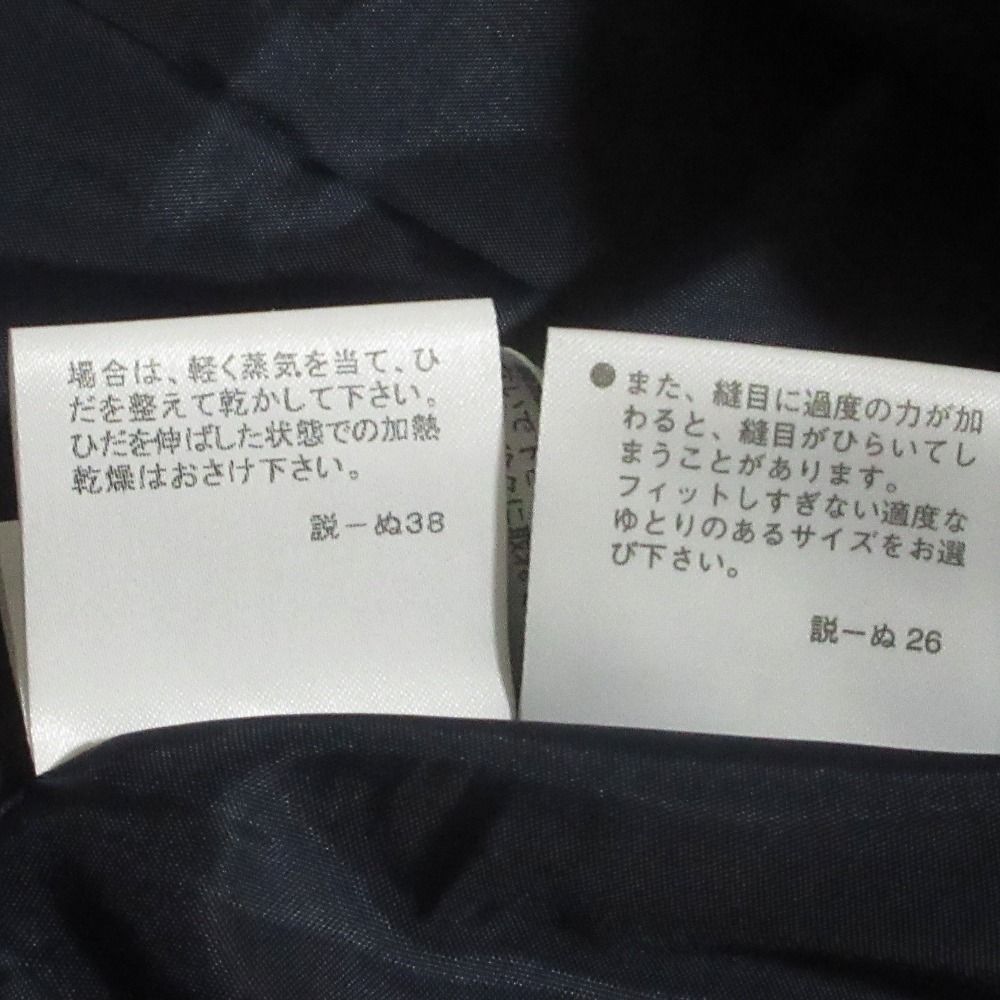 場合は、軽く蒸気を当て、ひ
だを整えて乾かして下さい。
ひだを伸ばした状態での加熱
乾燥はおさけ下さい。
説ーぬ38
●また、縫目に過度の力が加
わると、縫目がひらいてし
まうことがあります。
フィットしすぎない適度な
ゆとりのあるサイズをお選
び下さい。
説ーぬ 26